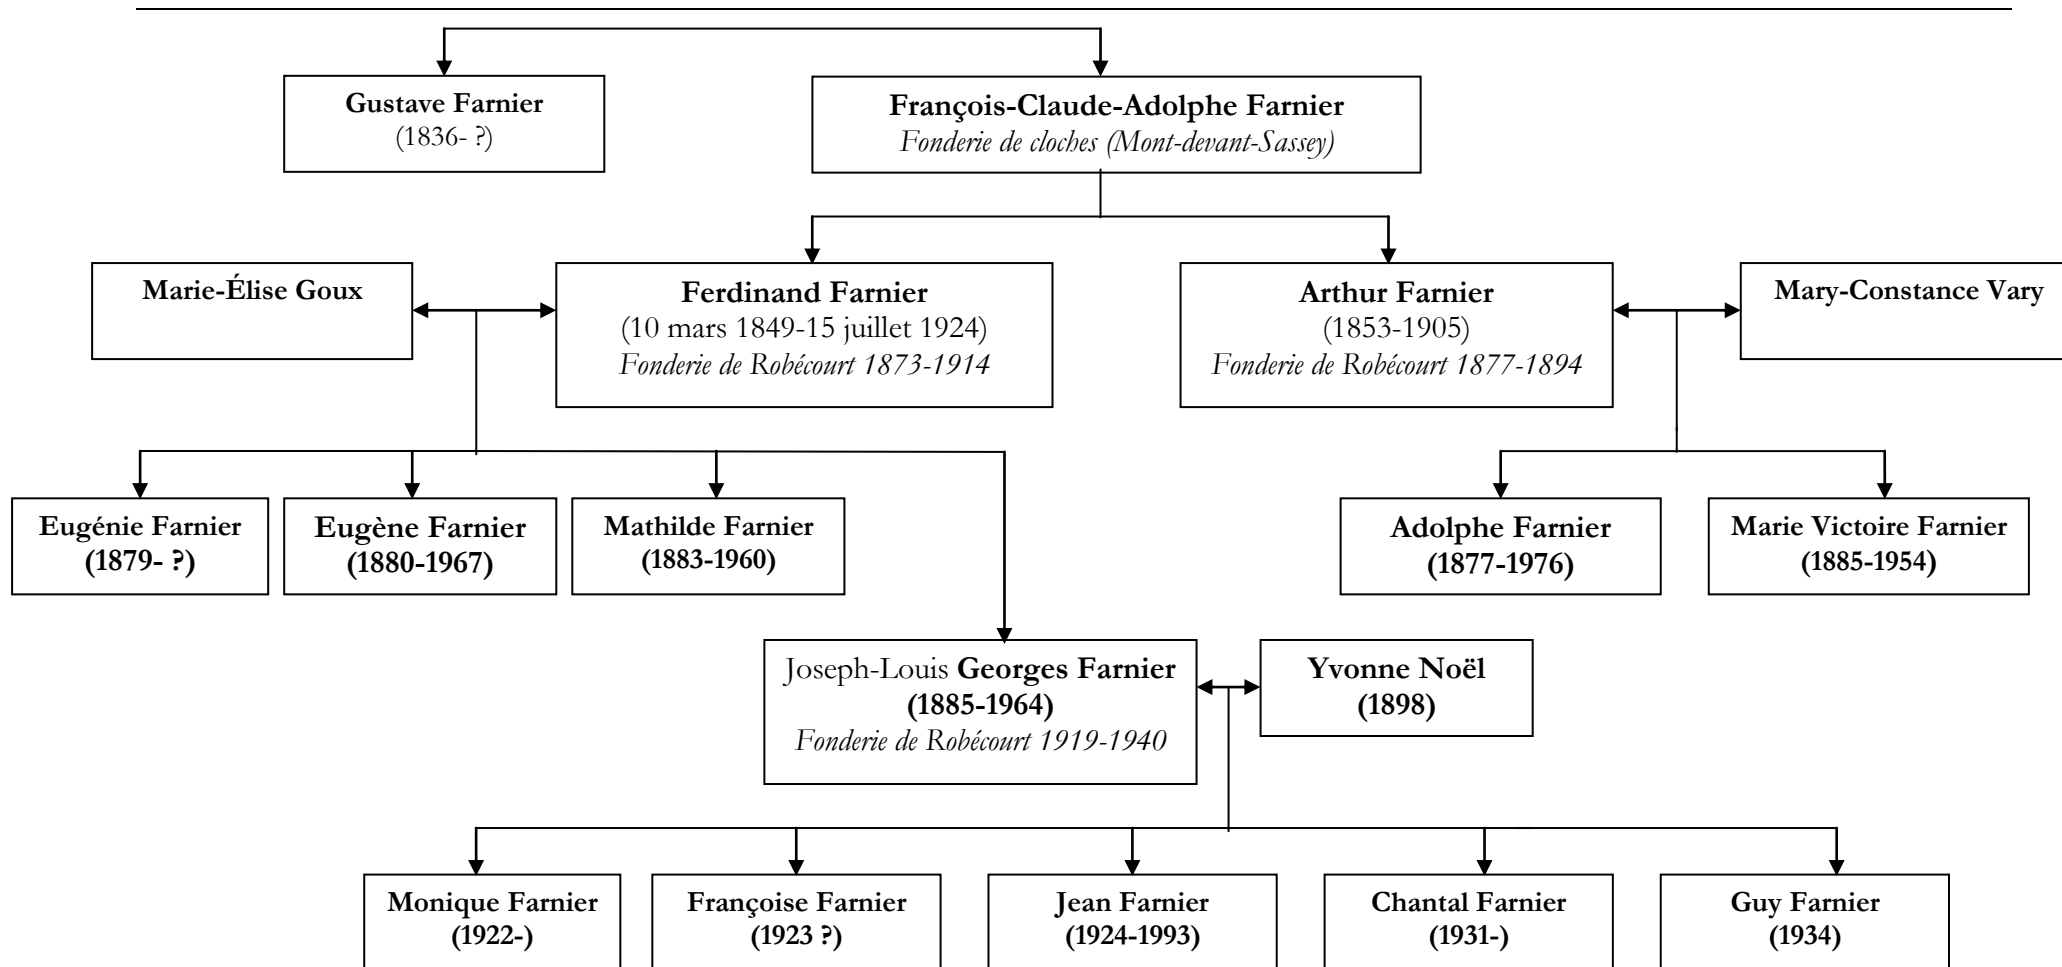 Gustave Farnier
(1836- ?)
François-Claude-Adolphe Farnier
Fonderie de cloches (Mont-devant-Sassey)
Marie-Élise Goux
Ferdinand Farnier
(10 mars 1849-15 juillet 1924)
Fonderie de Robécourt 1873-1914
Arthur Farnier
(1853-1905)
Fonderie de Robécourt 1877-1894
Mary-Constance Vary
Eugénie Farnier
(1879- ?)
Eugène Farnier
(1880-1967)
Mathilde Farnier
(1883-1960)
Adolphe Farnier
(1877-1976)
Marie Victoire Farnier
(1885-1954)
Joseph-Louis Georges Farnier
(1885-1964)
Fonderie de Robécourt 1919-1940
Yvonne Noël
(1898)
Monique Farnier
(1922-)
Françoise Farnier
(1923 ?)
Jean Farnier
(1924-1993)
Chantal Farnier
(1931-)
Guy Farnier
(1934)